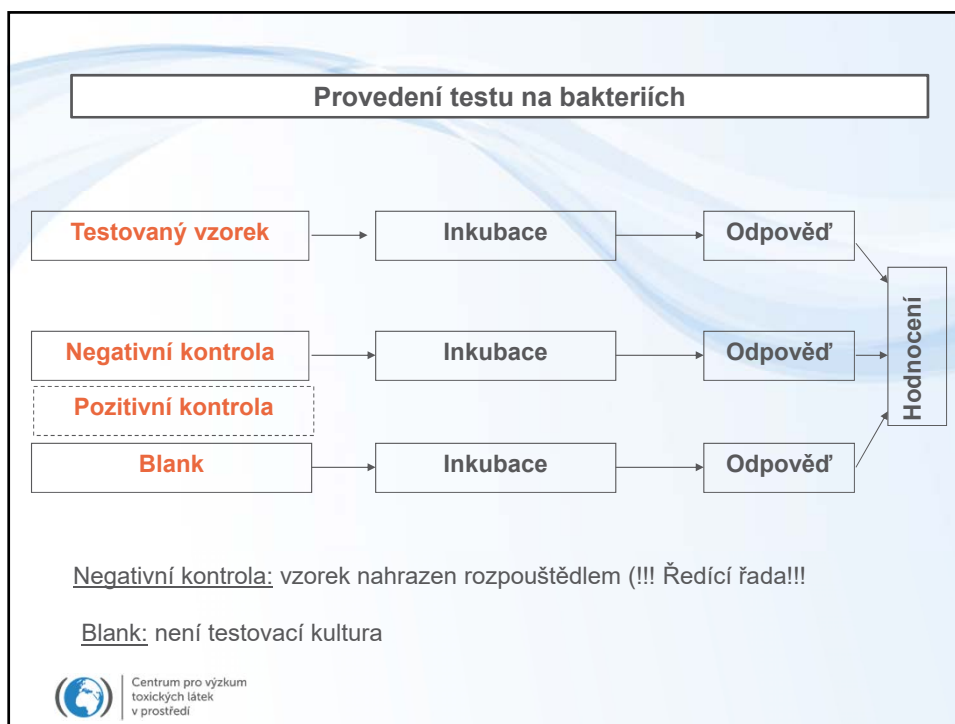 Provedení testu na bakteriích
Testovaný vzorek
Inkubace
Odpověď
Negativní kontrola
Inkubace
Odpověď
Hodnocení
Pozitivní kontrola
Blank
Inkubace
Odpověď
Negativní kontrola: vzorek nahrazen rozpouštědlem (!!! Ředící řada!!!
Blank: není testovací kultura
Centrum pro výzkum
toxických látek
v prostředí